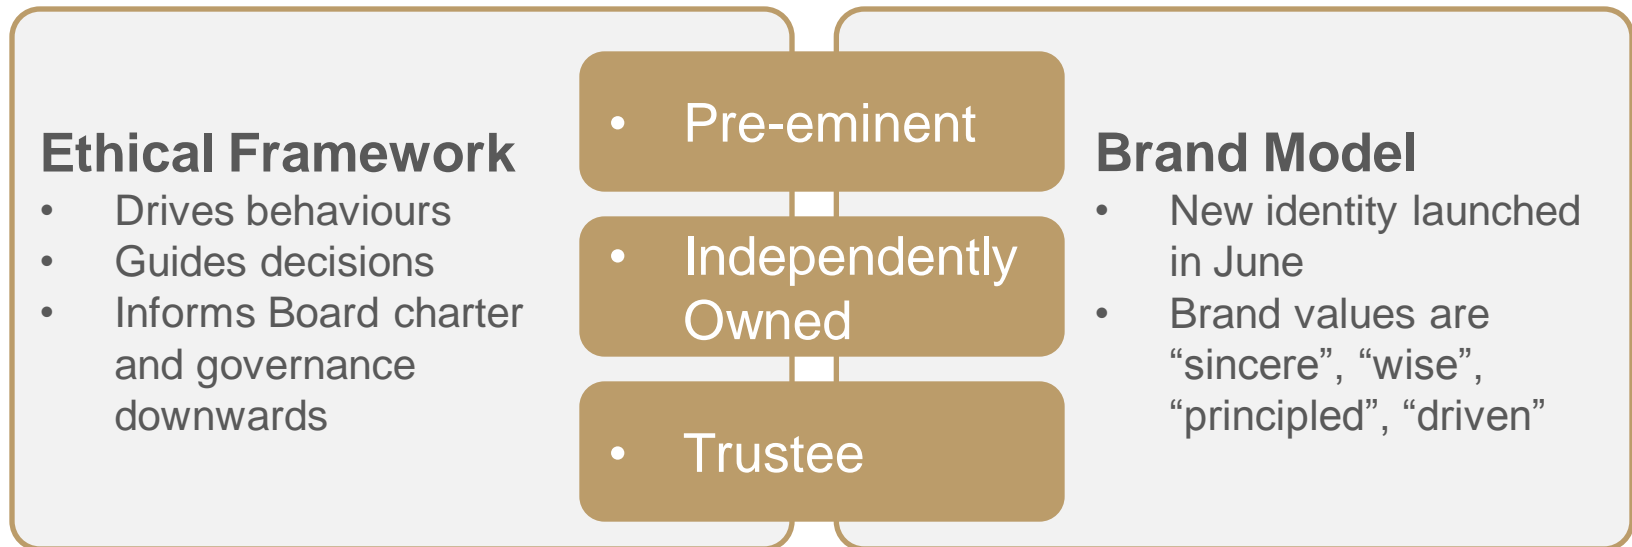 Ethical Framework
• Drives behaviours
• Guides decisions
• Informs Board charter
and governance
downwards
• Pre-eminent
• Independently
Owned
• Trustee
Brand Model
• New identity launched
in June
• Brand values are
“sincere”, “wise”,
“principled”, “driven”